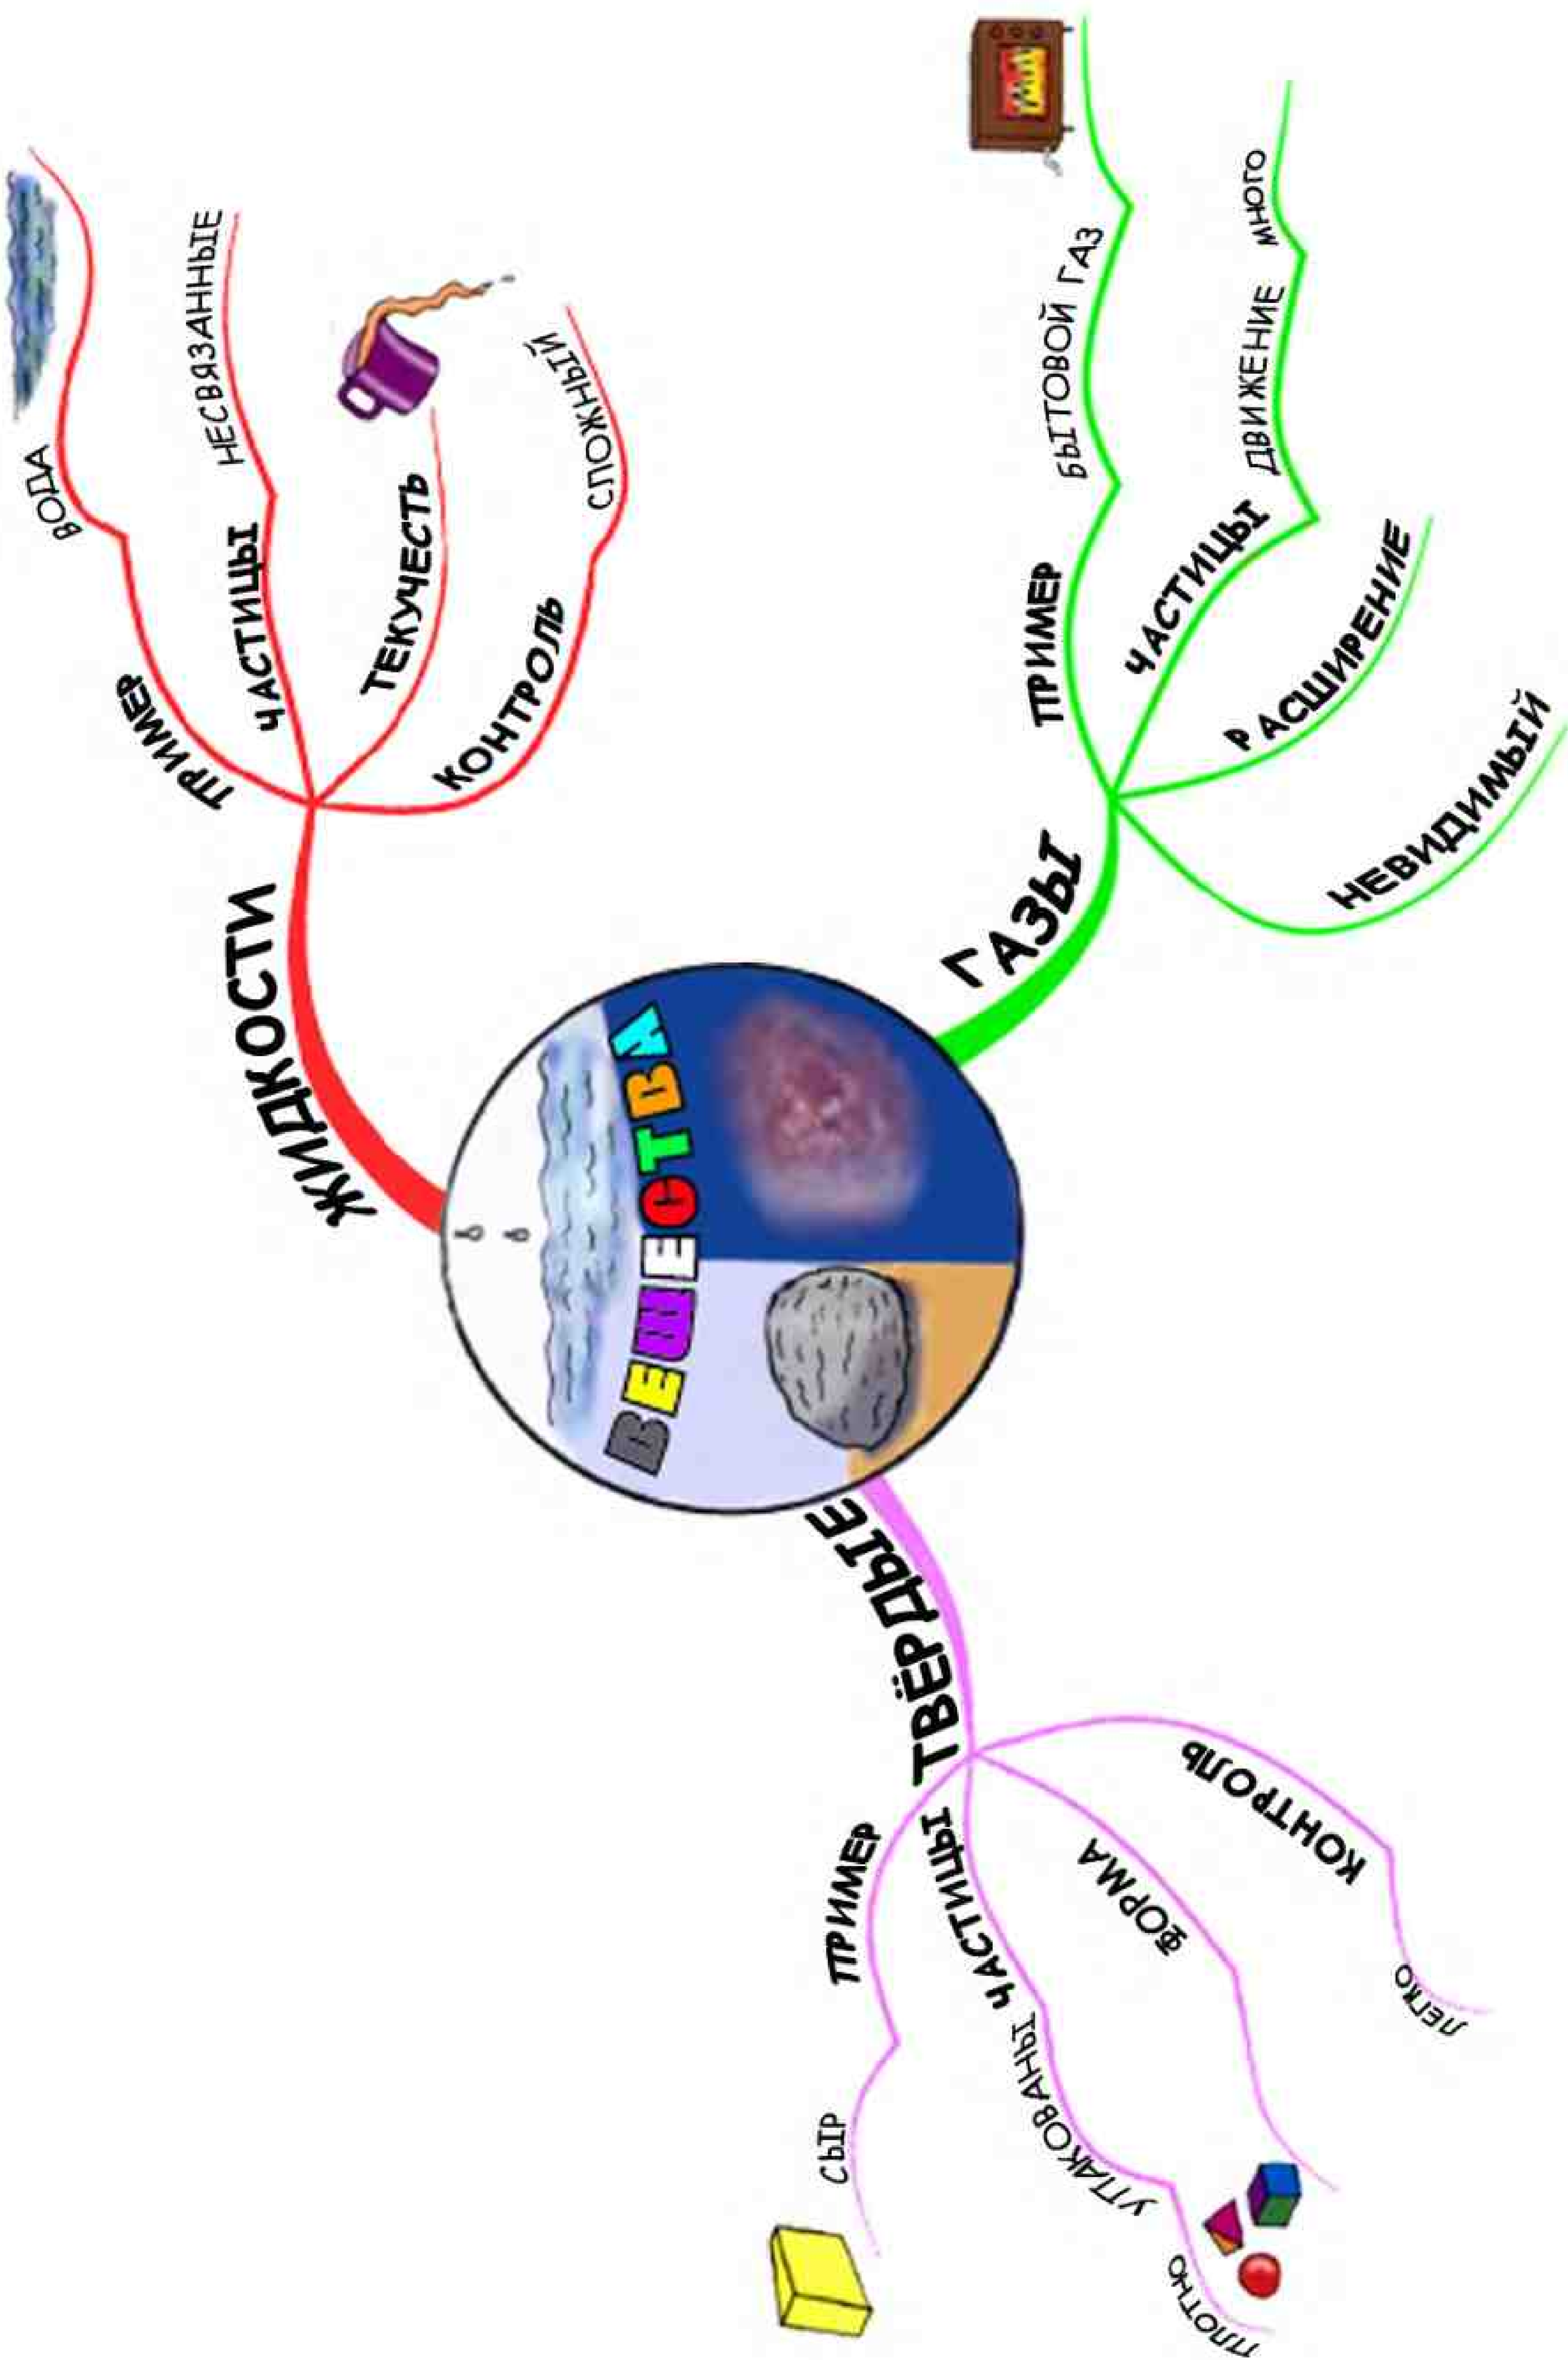 ВЕШЕСТВА
ЖИДКОСТИ
ПРИМЕР
ВОДА
ЧАСТИЦЫ
НЕСВЯЗАННЫЕ
ТЕКУЧЕСТЬ
КОНТРОЛЬ
СЛОЖНЫЙ
ГАЗЫ
ПРИМЕР
БЫТОВОЙ ГАЗ
ЧАСТИЦЫ
ДВИЖЕНИЕ
МНОГО
РАСШИРЕНИЕ
НЕВИДИМЫЙ
ТВЁРДЫЕ
КОНТРОЛЬ
ЛЕГКО
ФОРМА
ЧАСТИЦЫ
УПАКОВАНЫ
ПЛОТНО
ПРИМЕР
СЫР